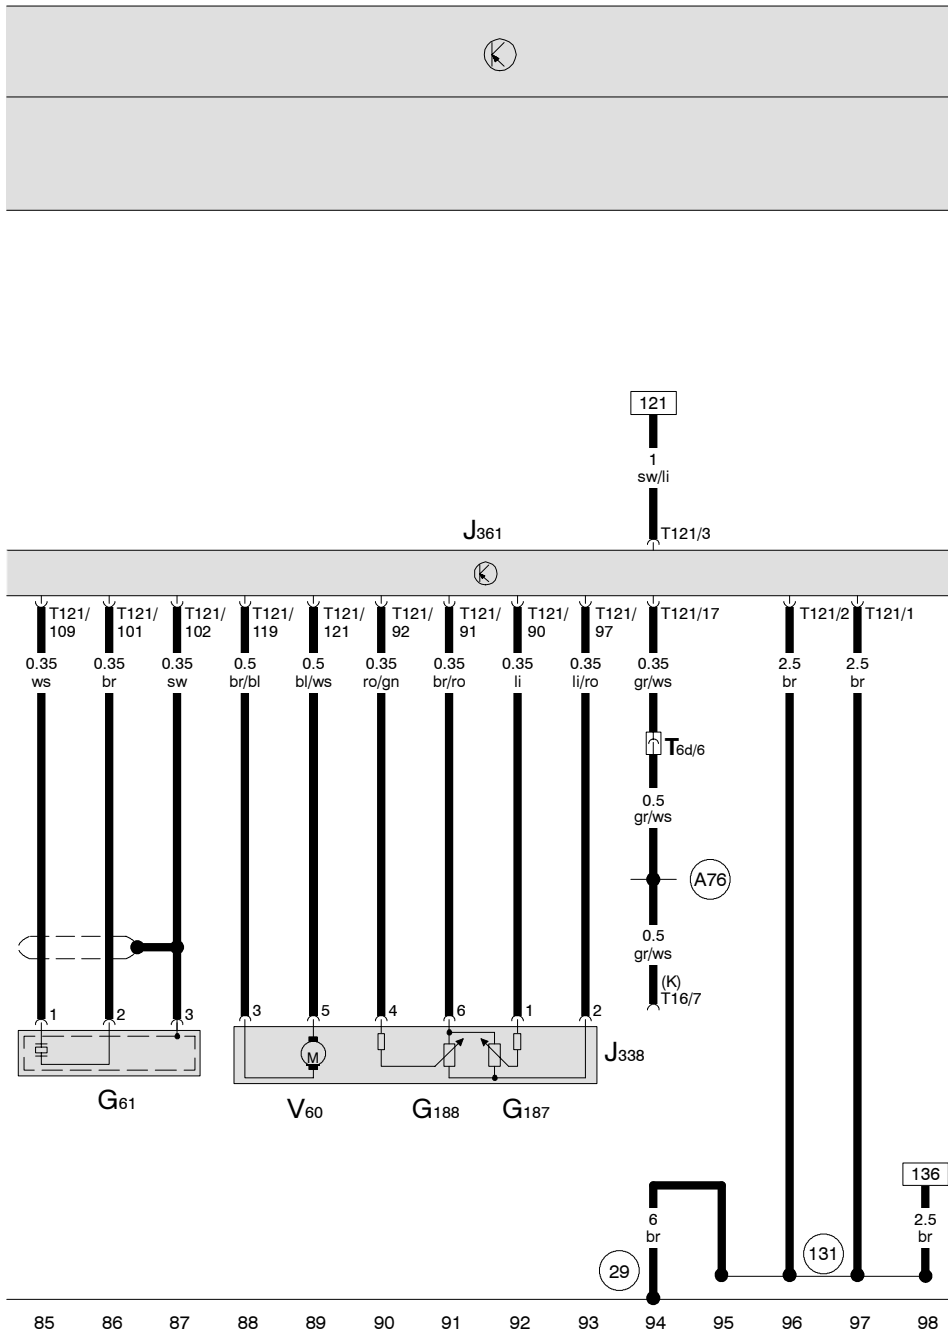 121
1
sw/li
J361
T121/3
T121/
109
T121/
101
T121/
102
T121/
119
T121/
121
T121/
92
T121/
91
T121/
90
T121/
97
T121/17
T121/2
T121/1
0.35
ws
0.35
br
0.35
sw
0.5
br/bl
0.5
bl/ws
0.35
ro/gn
0.35
br/ro
0.35
li
0.35
li/ro
0.35
gr/ws
2.5
br
2.5
br
T6d/6
0.5
gr/ws
A76
0.5
gr/ws
(K)
T16/7
1 2 3 3 5 4 6 1 2
M
J338
G61
V60
G188
G187
136
6
br
2.5
br
29
131
85 86 87 88 89 90 91 92 93 94 95 96 97 98